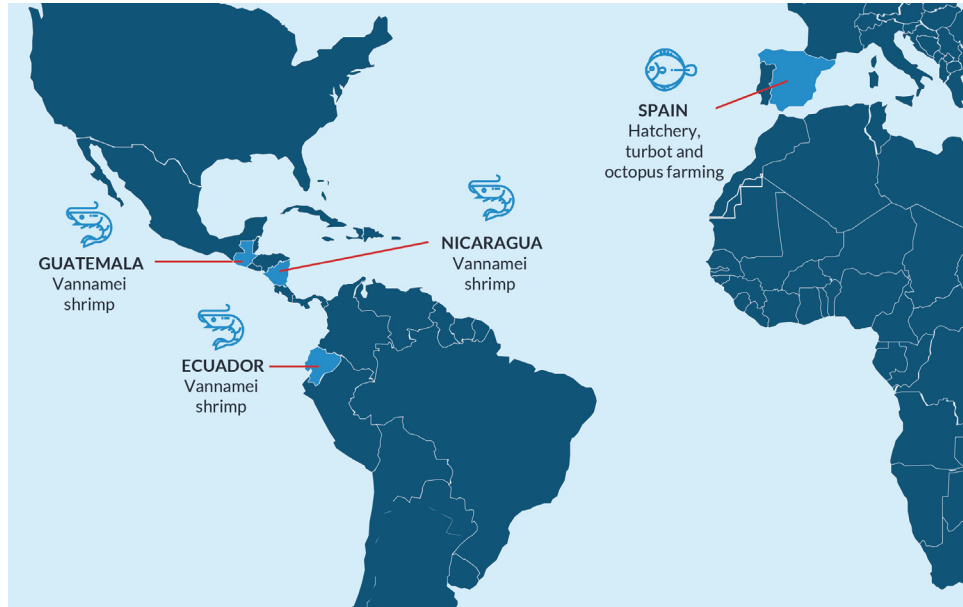 SPAIN
Hatchery,
turbot and
octopus farming
NICARAGUA
Vannamei
shrimp
GUATEMALA
Vannamei
shrimp
ECUADOR
Vannamei
shrimp